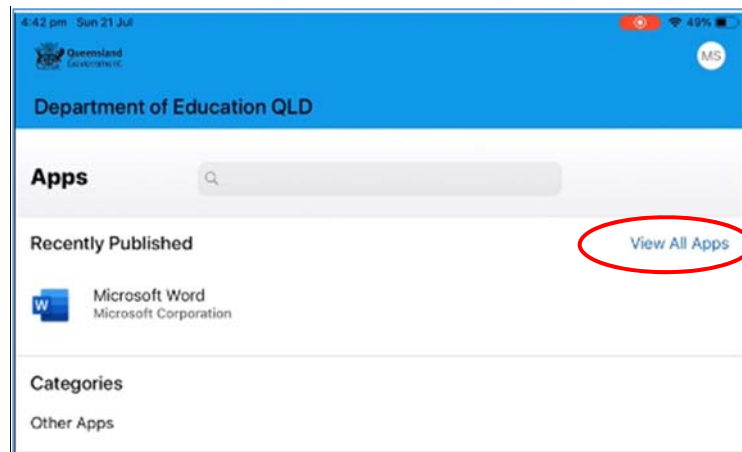 4:42 pm Sun 21 Jul
49%
Queensland
Government
MS
Department of Education QLD
Apps
Recently Published
View All Apps
W
Microsoft Word
Microsoft Corporation
Categories
Other Apps